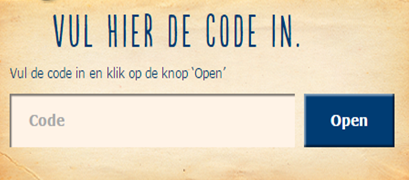 VUL HIER DE CODE IN.
Vul de code in en klik op de knop ‘Open’
Code
Open